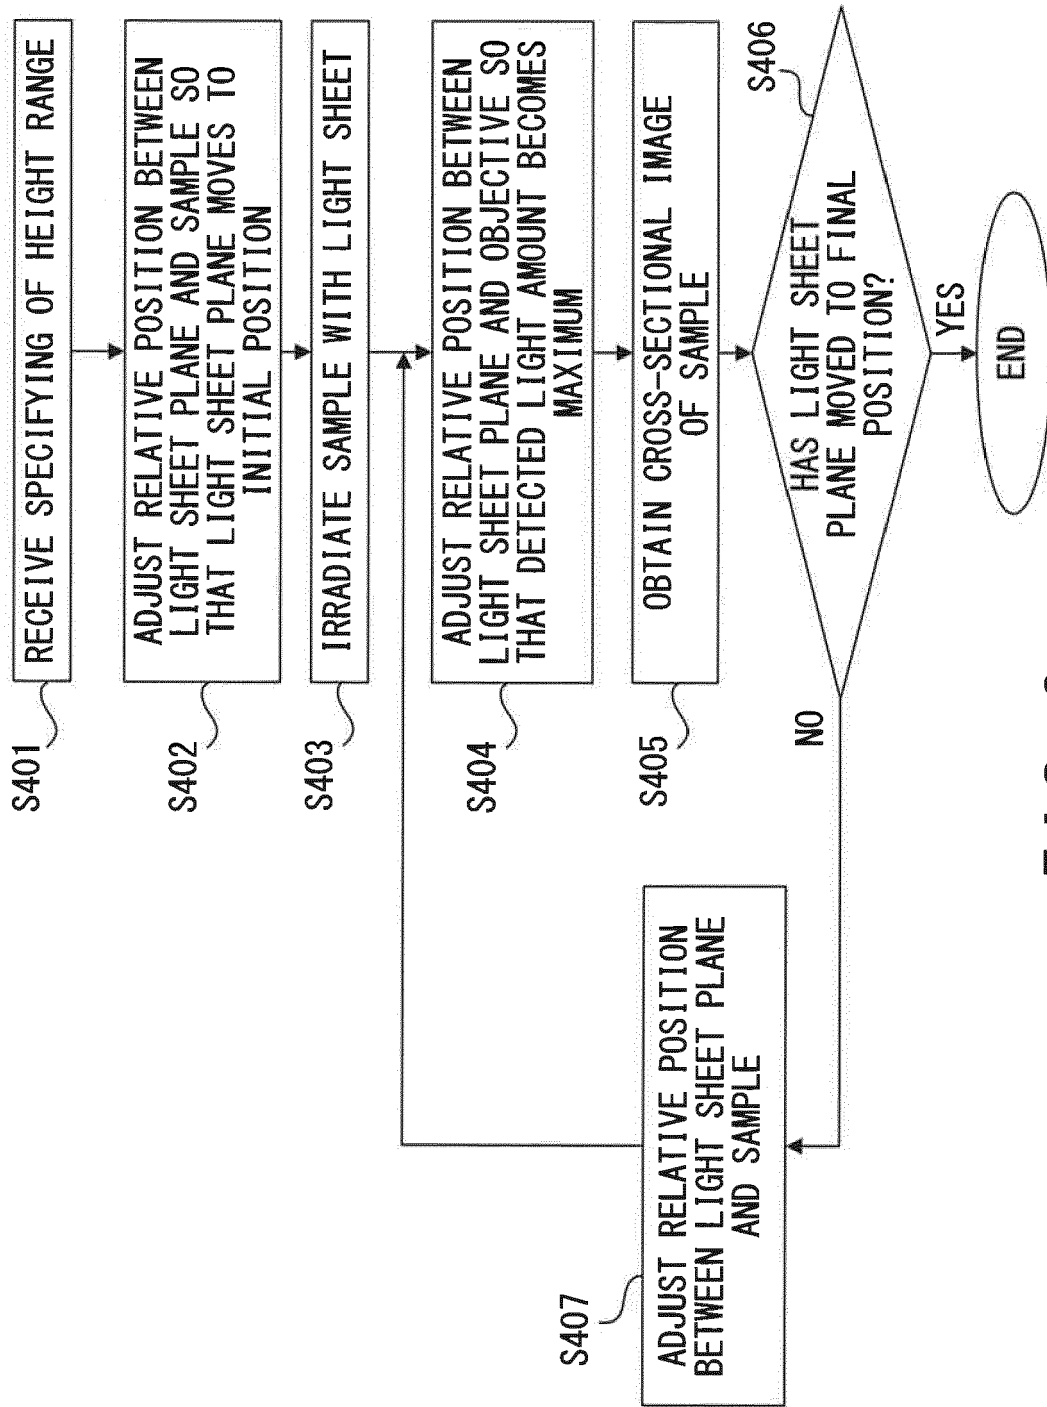 S401
RECEIVE SPECIFYING OF HEIGHT RANGE
S402
ADJUST RELATIVE POSITION BETWEEN
LIGHT SHEET PLANE AND SAMPLE SO
THAT LIGHT SHEET PLANE MOVES TO
INITIAL POSITION
S403
IRRADIATE SAMPLE WITH LIGHT SHEET
S404
ADJUST RELATIVE POSITION BETWEEN
LIGHT SHEET PLANE AND OBJECTIVE SO
THAT DETECTED LIGHT AMOUNT BECOMES
MAXIMUM
S405
OBTAIN CROSS-SECTIONAL IMAGE
OF SAMPLE
S406
HAS LIGHT SHEET
PLANE MOVED TO FINAL
POSITION?
NO
YES
S407
ADJUST RELATIVE POSITION
BETWEEN LIGHT SHEET PLANE
AND SAMPLE
END